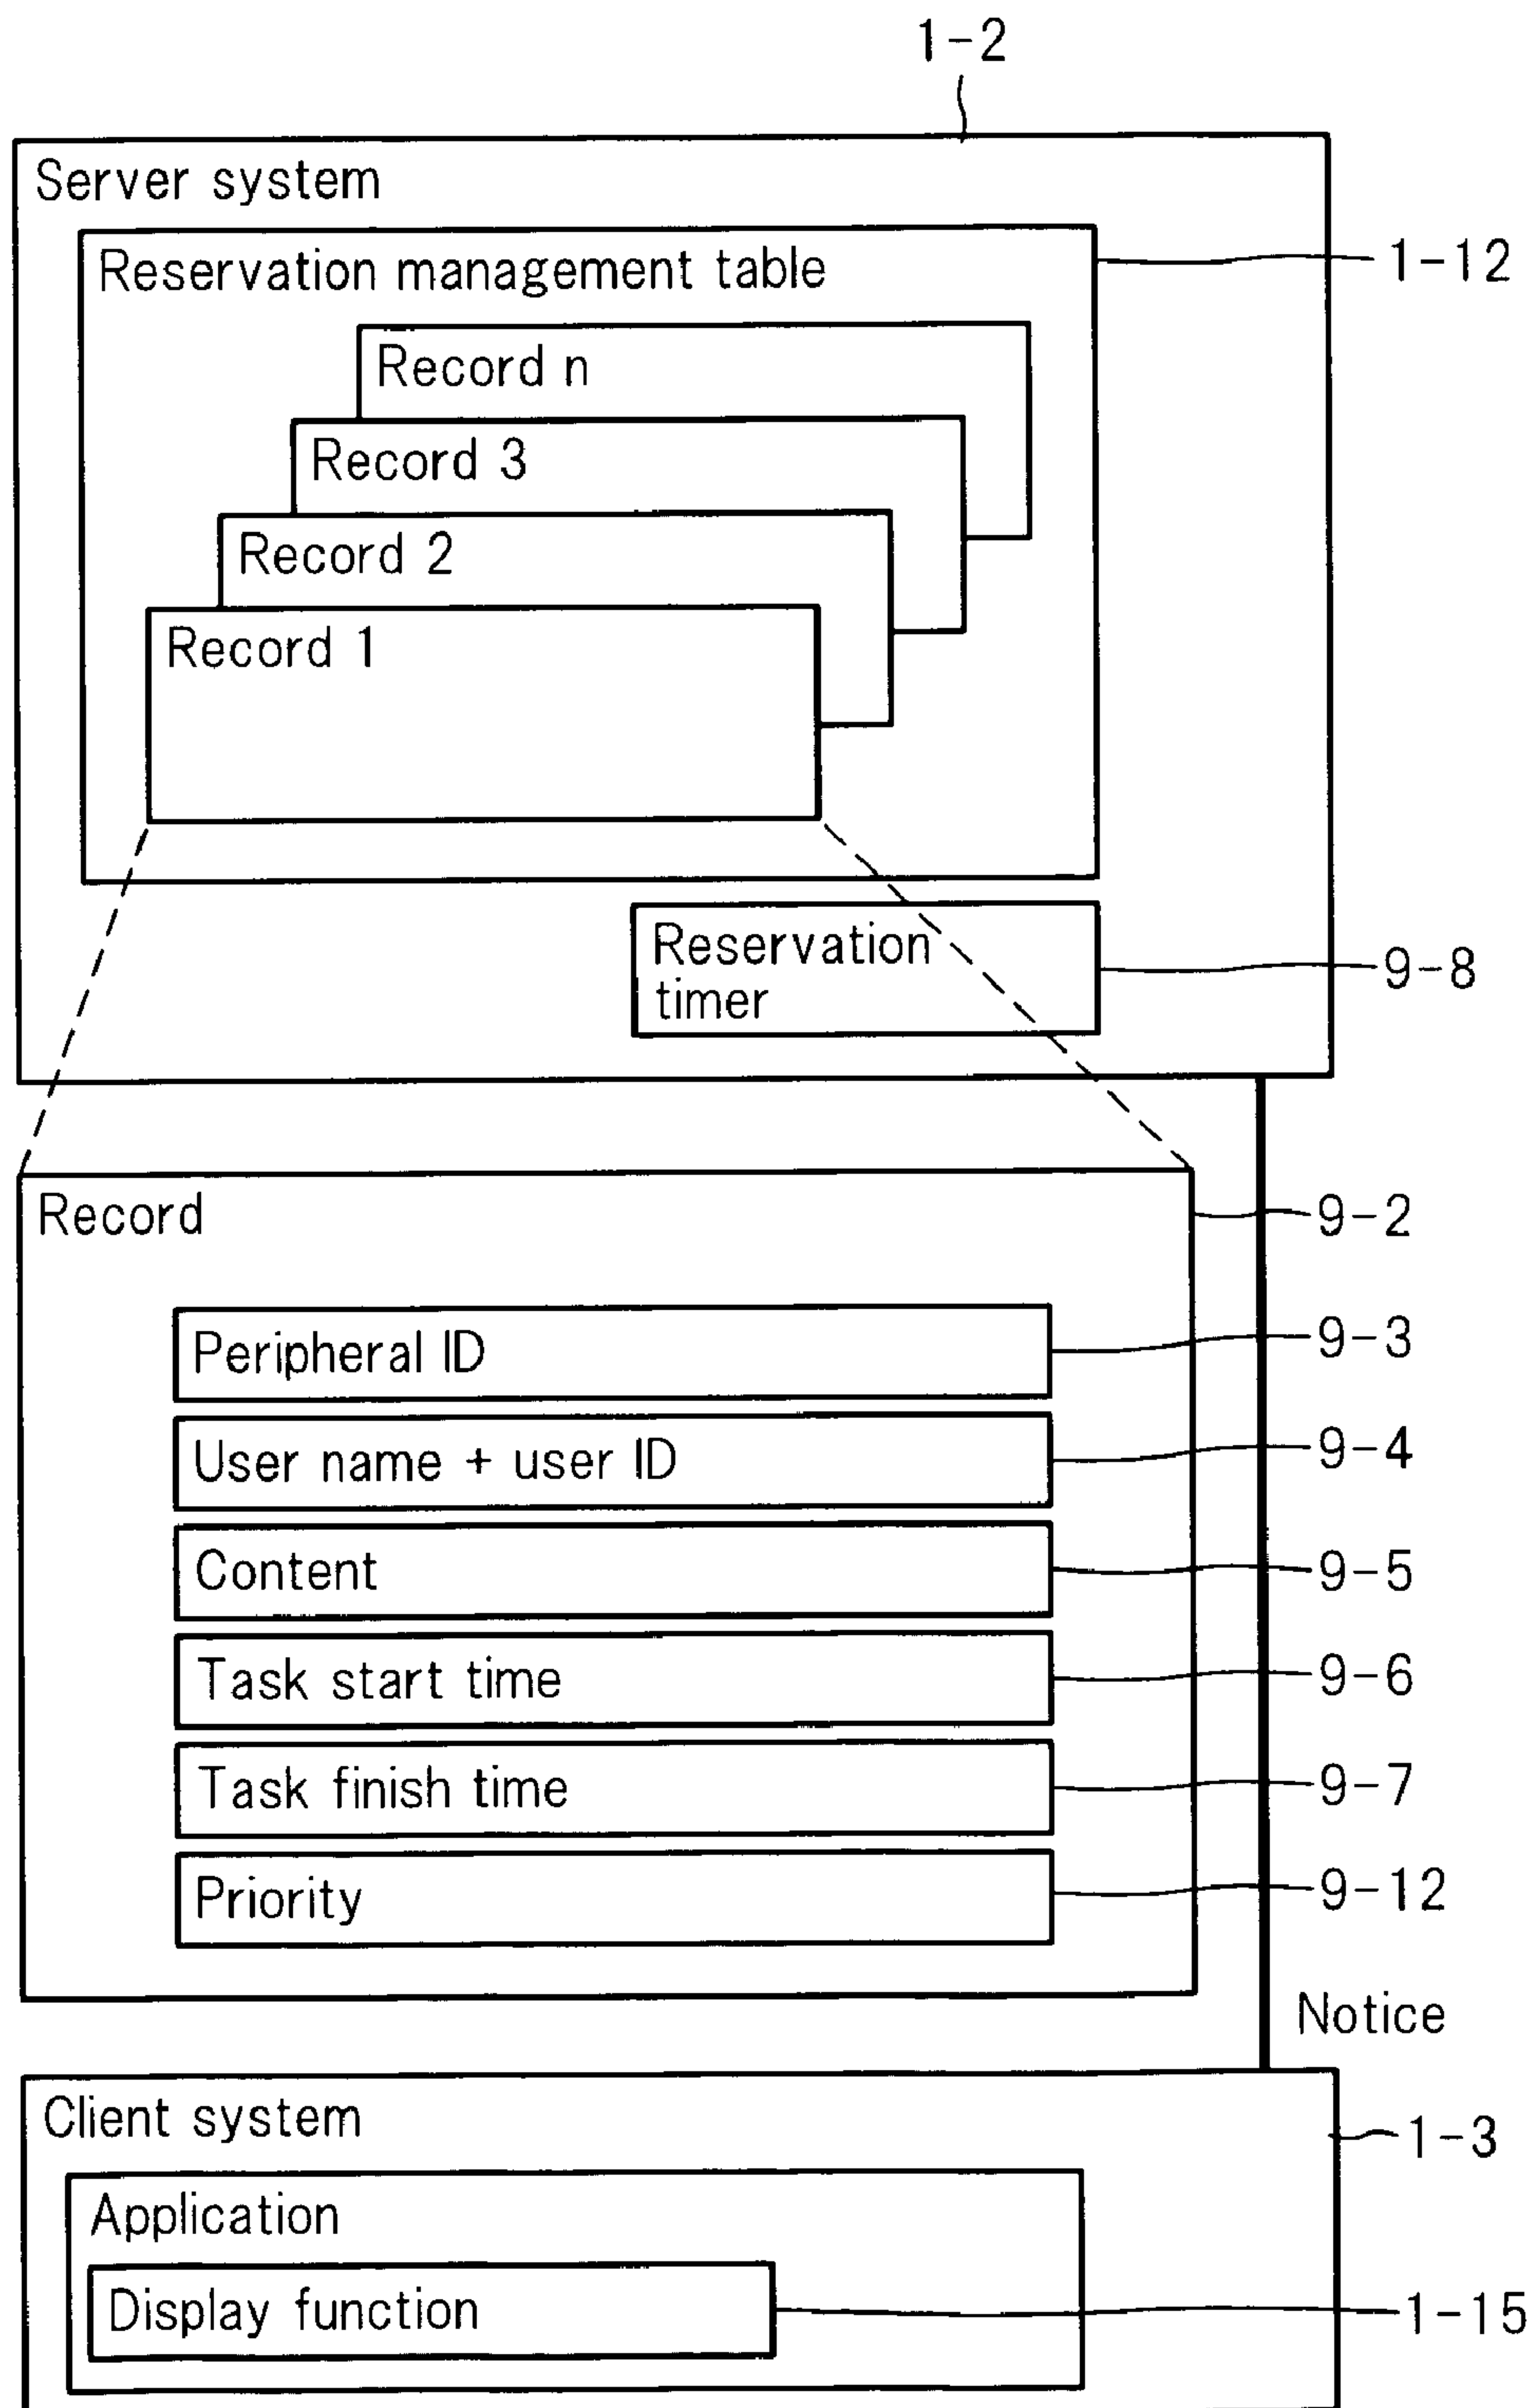 1-2
Server system
Reservation management table
1-12
Record n
Record 3
Record 2
Record 1
Reservation
timer
9-8
Record
9-2
Peripheral ID
9-3
User name + user ID
9-4
Content
9-5
Task start time
9-6
Task finish time
9-7
Priority
9-12
Notice
Client system
1-3
Application
Display function
1-15